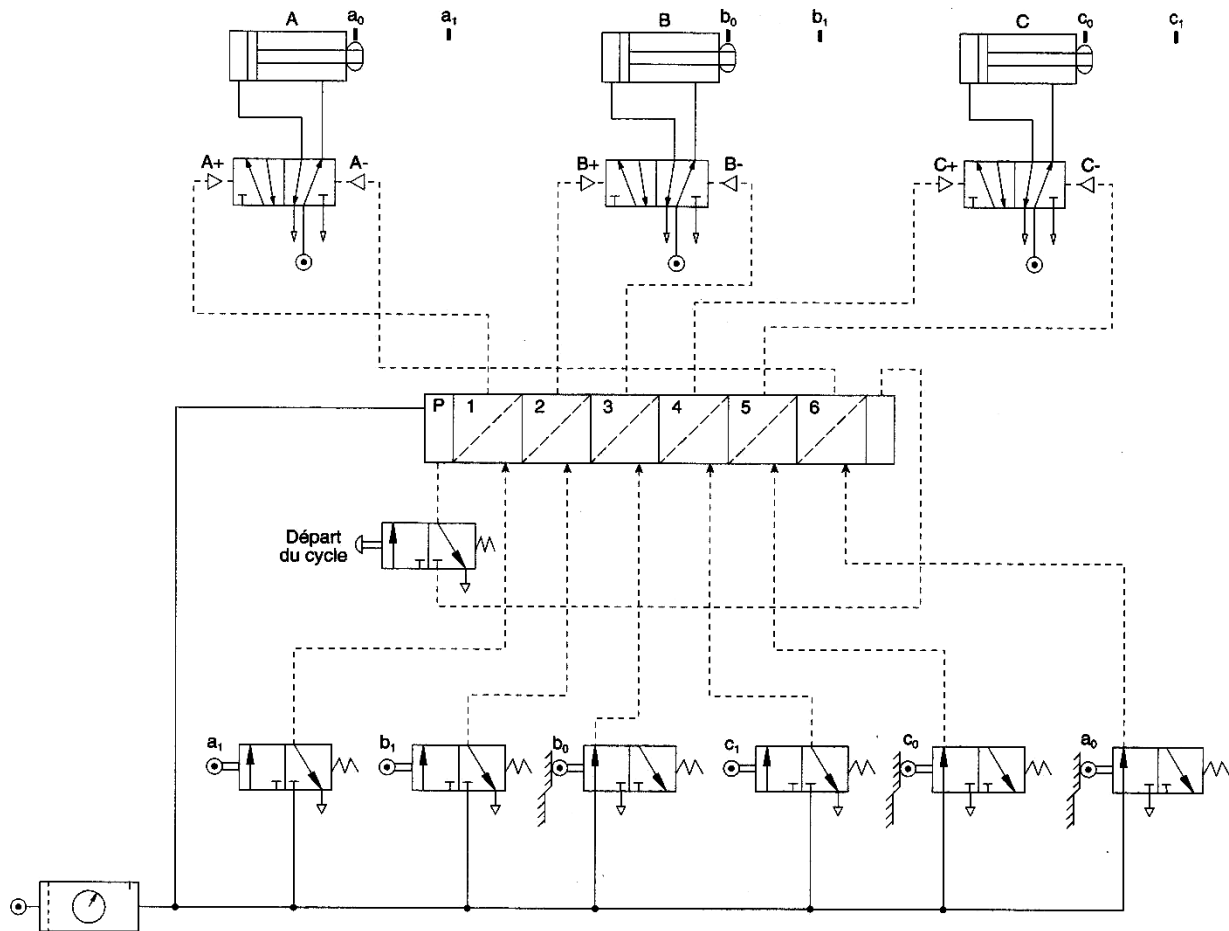 A a₀ a₁ B b₀ b₁ C c₀ c₁
A+ A- B+ B- C+ C-
P 1 2 3 4 5 6
Départ
du cycle
a₁ b₁ b₀ c₁ c₀ a₀